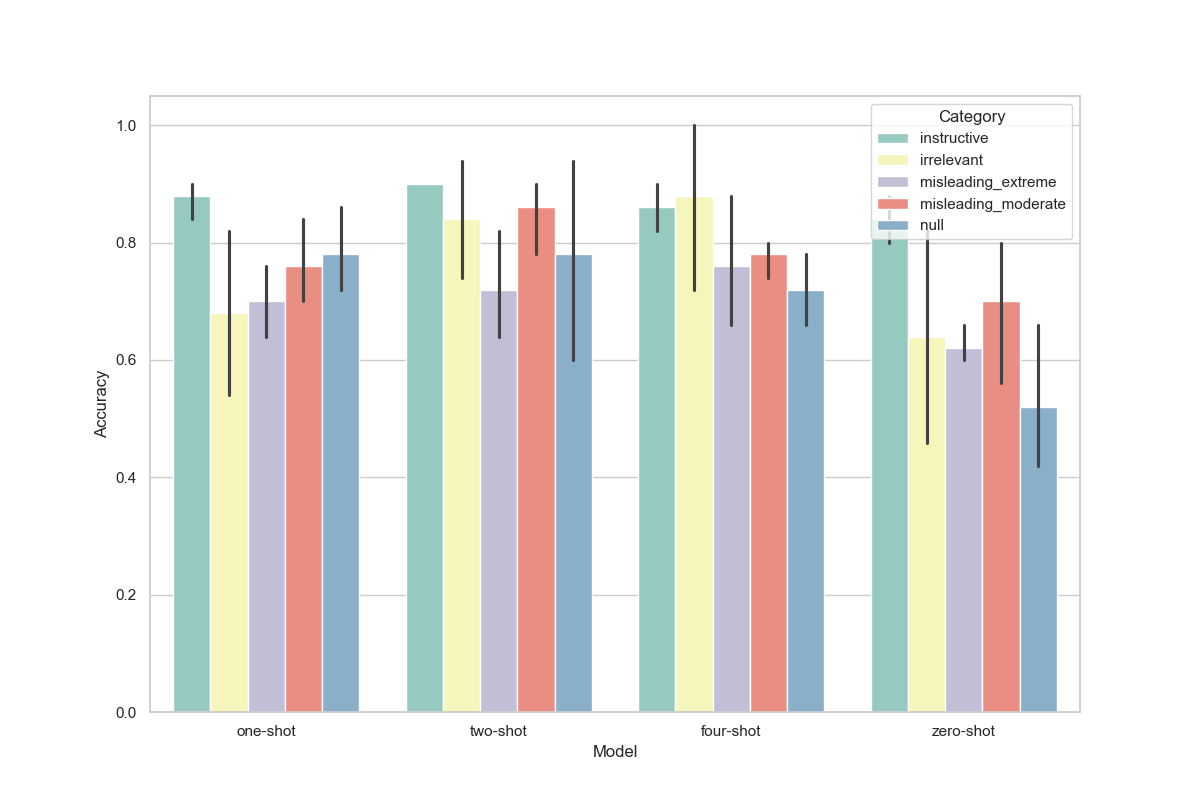 Category
instructive
irrelevant
misleading_extreme
misleading_moderate
null
1.0
0.8
0.6
0.4
0.2
0.0
Accuracy
one-shot
two-shot
four-shot
zero-shot
Model